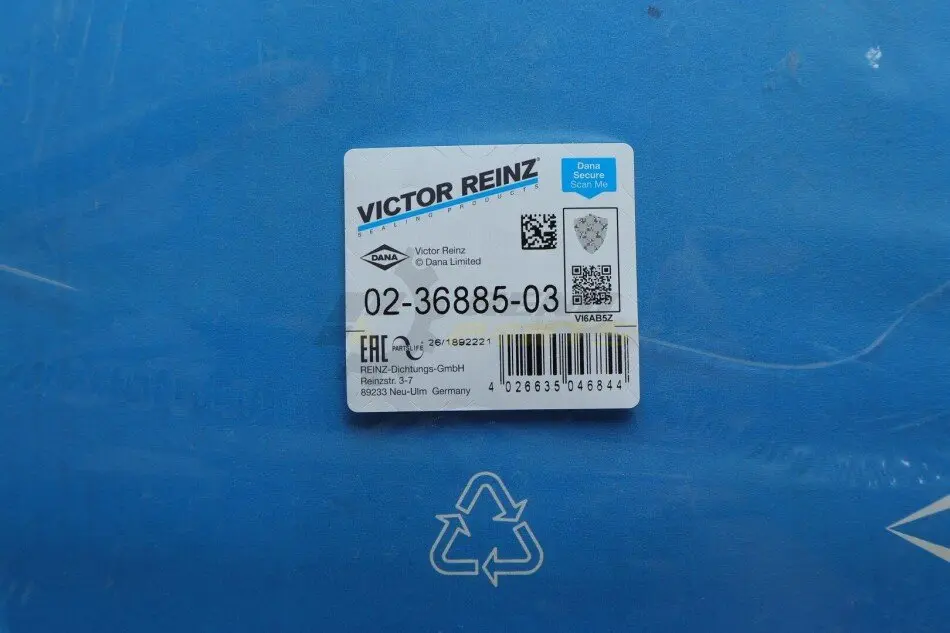 VICTOR REINZ®
SEALING PRODUCTS
Dana
Secure
Scan Me
DANA
Victor Reinz
© Dana Limited
02-36885-03
VI6AB5Z
EAC
PARTSLIFE
26/1892221
REINZ-Dichtungs-GmbH
Reinzstr. 3-7
89233 Neu-Ulm Germany
4 026635 046844